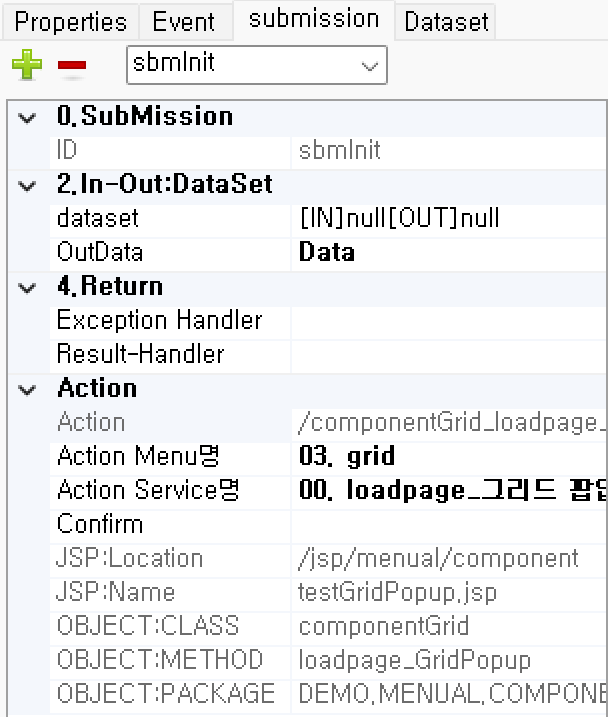 Properties Event submission Dataset
sbmInit
0.SubMission
ID sbmInit
2.In-Out:DataSet
dataset [IN]null[OUT]null
OutData Data
4.Return
Exception Handler
Result-Handler
Action
Action /componentGrid_loadpage_
Action Menu명 03. grid
Action Service명 00. loadpage_그리드 팝업
Confirm
JSP:Location /jsp/menual/component
JSP:Name testGridPopup.jsp
OBJECT:CLASS componentGrid
OBJECT:METHOD loadpage_GridPopup
OBJECT:PACKAGE DEMO.MENUAL.COMPONE